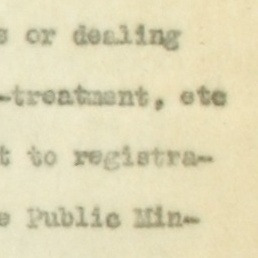 s or dealing
-treatment, etc
t to registra-
e Public Min-